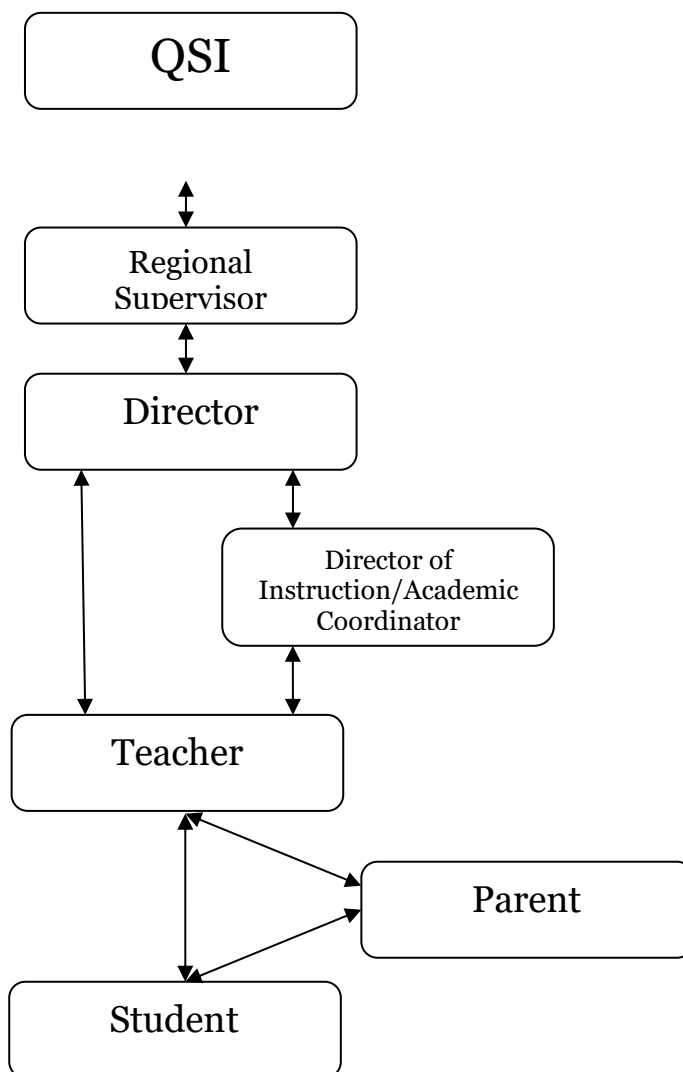 QSI
Regional
Supervisor
Director
Director of
Instruction/Academic
Coordinator
Teacher
Parent
Student